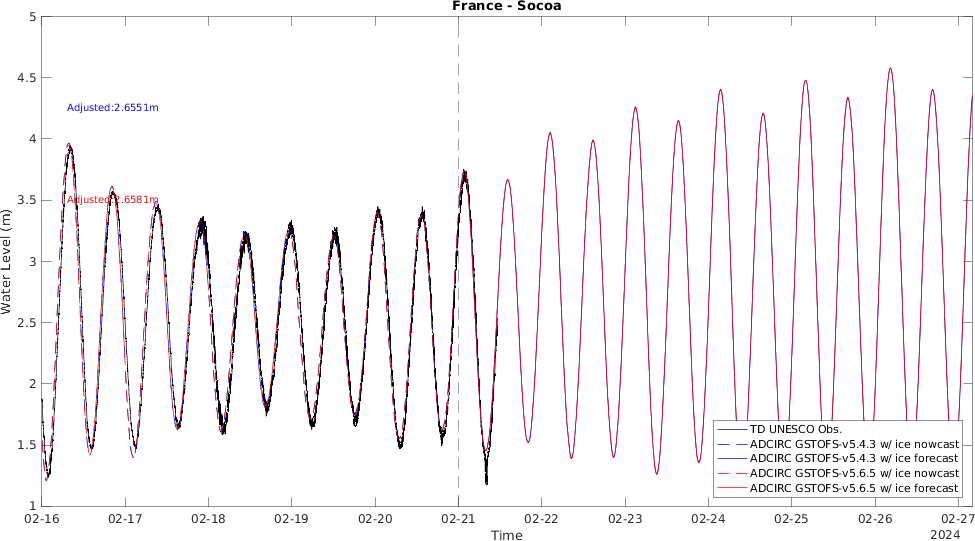 France - Socoa
5
4.5
4
3.5
3
2.5
2
1.5
1
Water Level (m)
Adjusted:2.6551m
Adjusted:2.6581m
TD UNESCO Obs.
ADCIRC GSTOFS-v5.4.3 w/ ice nowcast
ADCIRC GSTOFS-v5.4.3 w/ ice forecast
ADCIRC GSTOFS-v5.6.5 w/ ice nowcast
ADCIRC GSTOFS-v5.6.5 w/ ice forecast
02-16 02-17 02-18 02-19 02-20 02-21 02-22 02-23 02-24 02-25 02-26 02-27
Time
2024